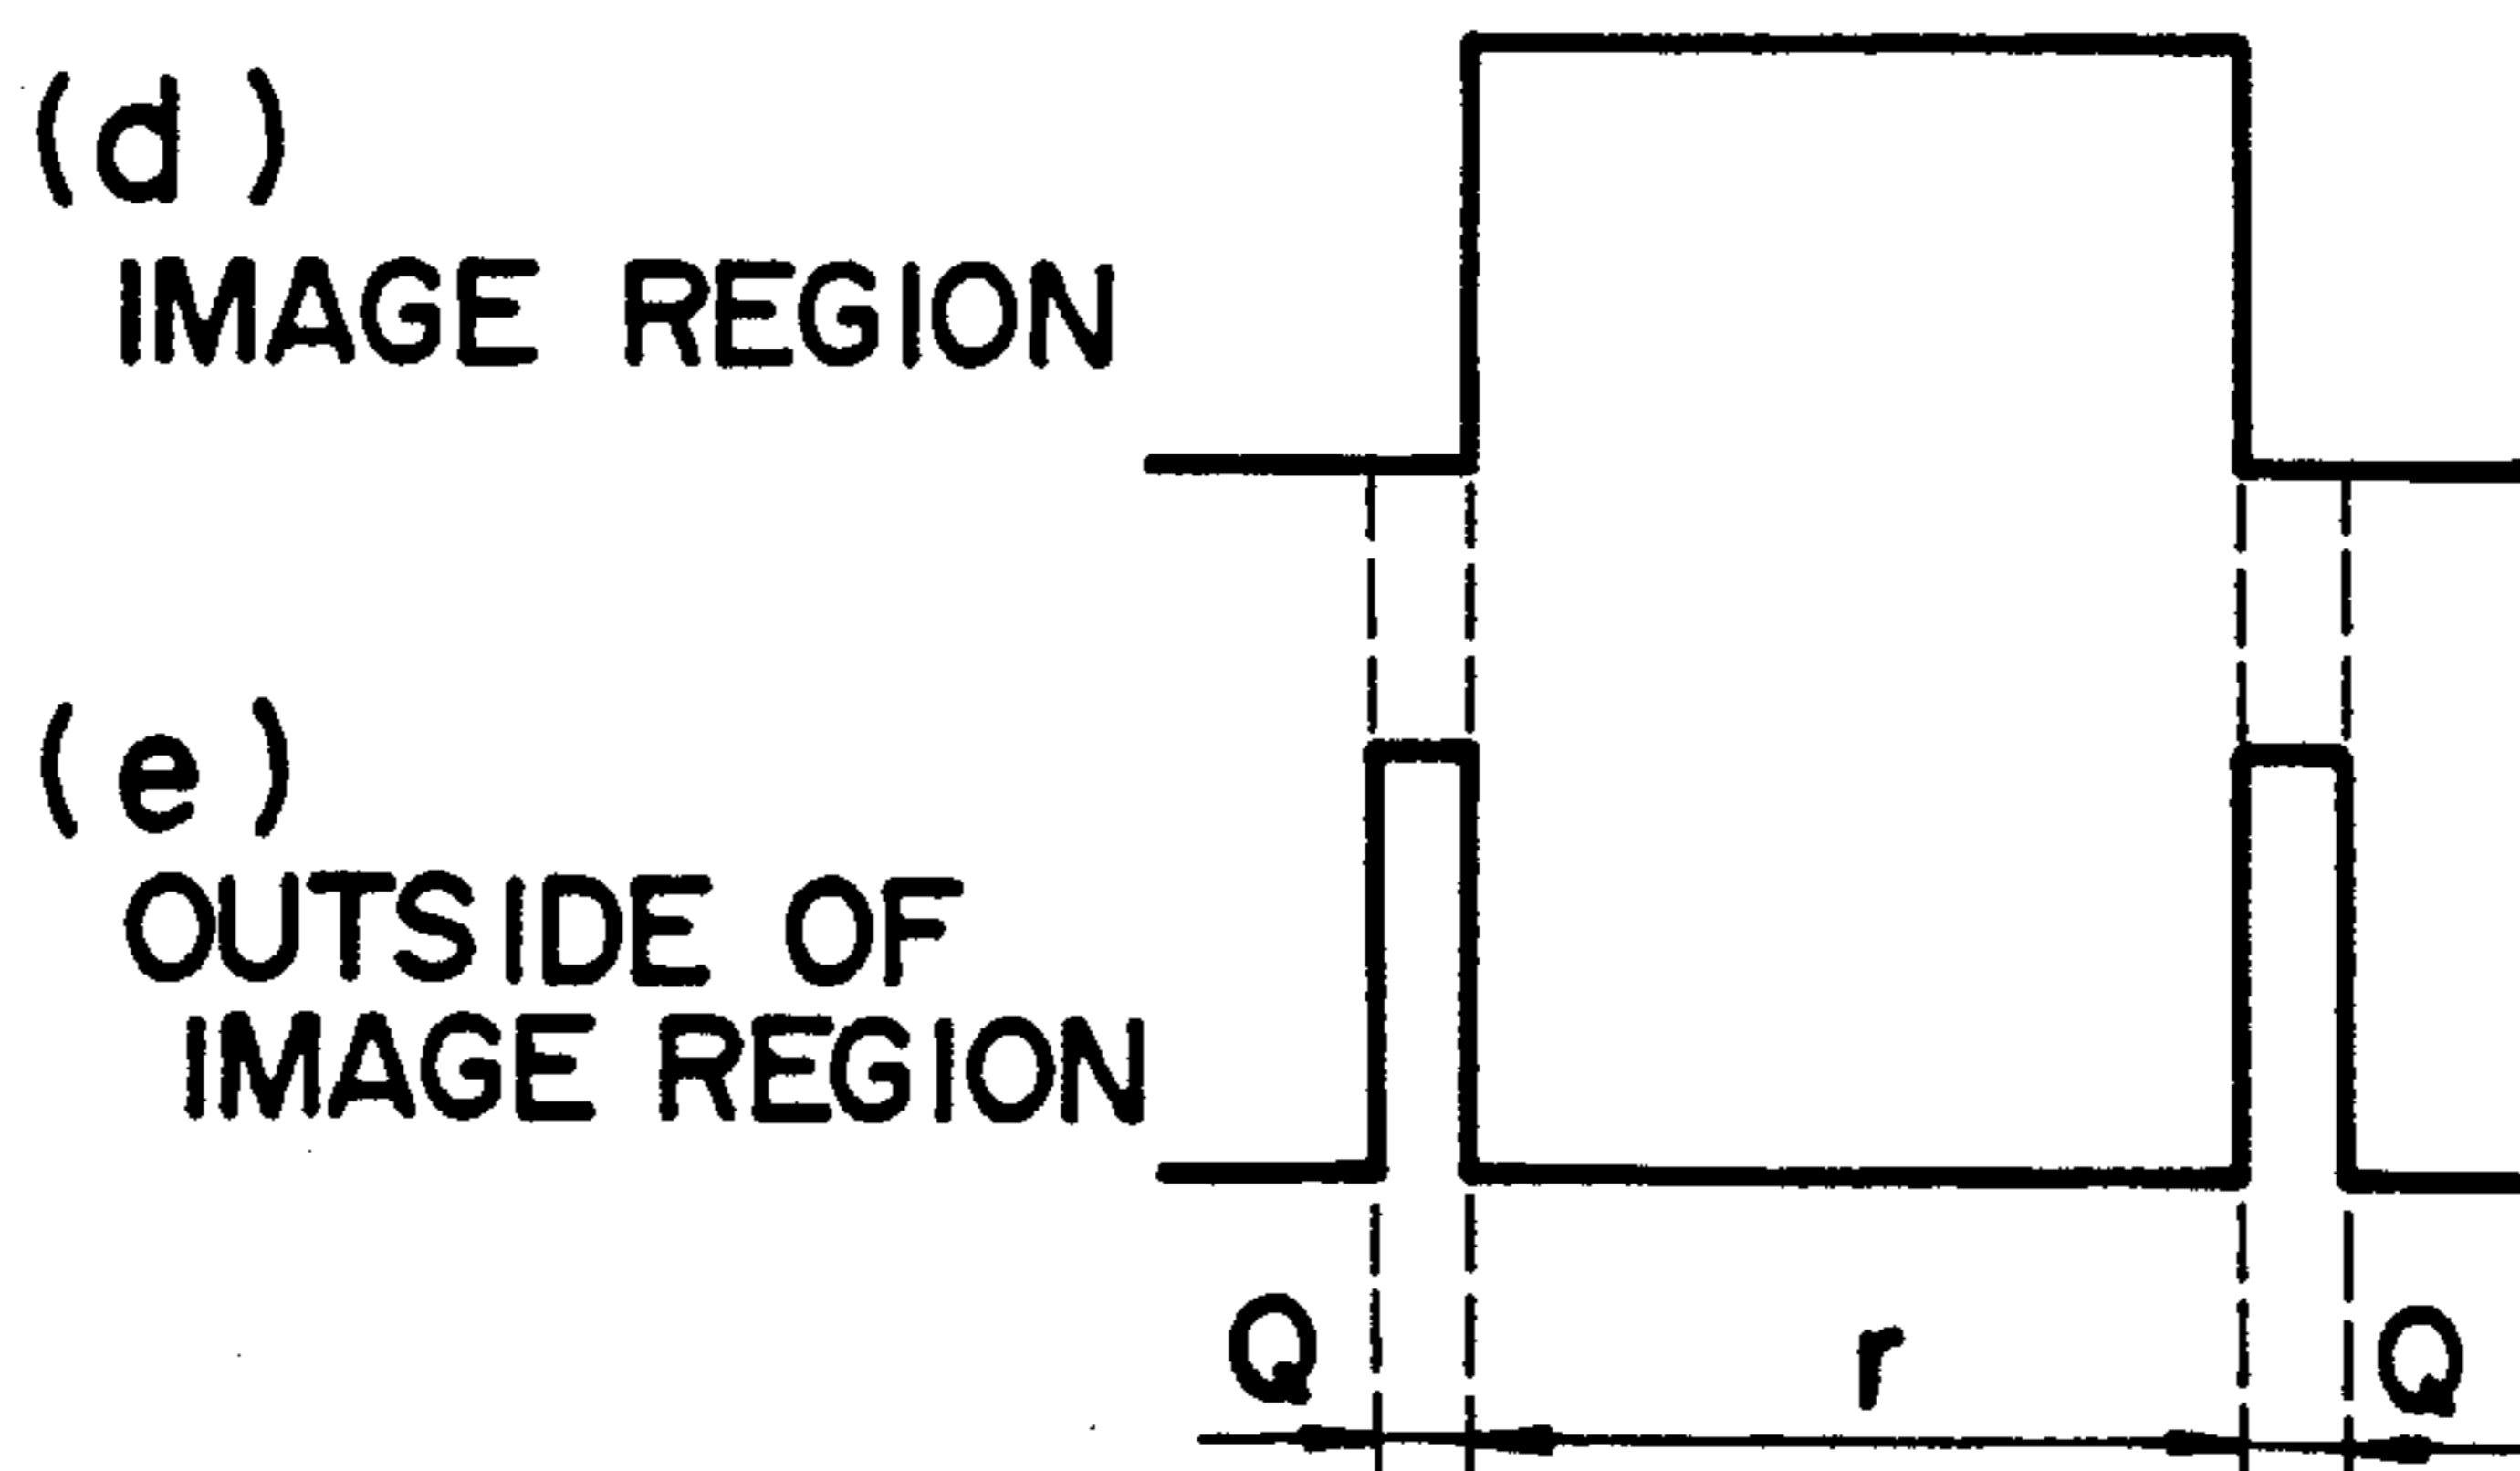 (d)
IMAGE REGION
(e)
OUTSIDE OF
IMAGE REGION
Q r Q